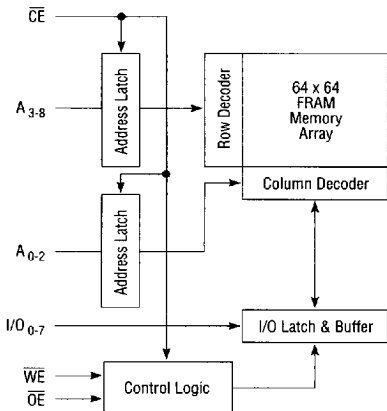 CE
A3-8
Address Latch
Row Decoder
64 x 64
FRAM
Memory
Array
Column Decoder
A0-2
Address Latch
I/O0-7
I/O Latch & Buffer
WE
OE
Control Logic